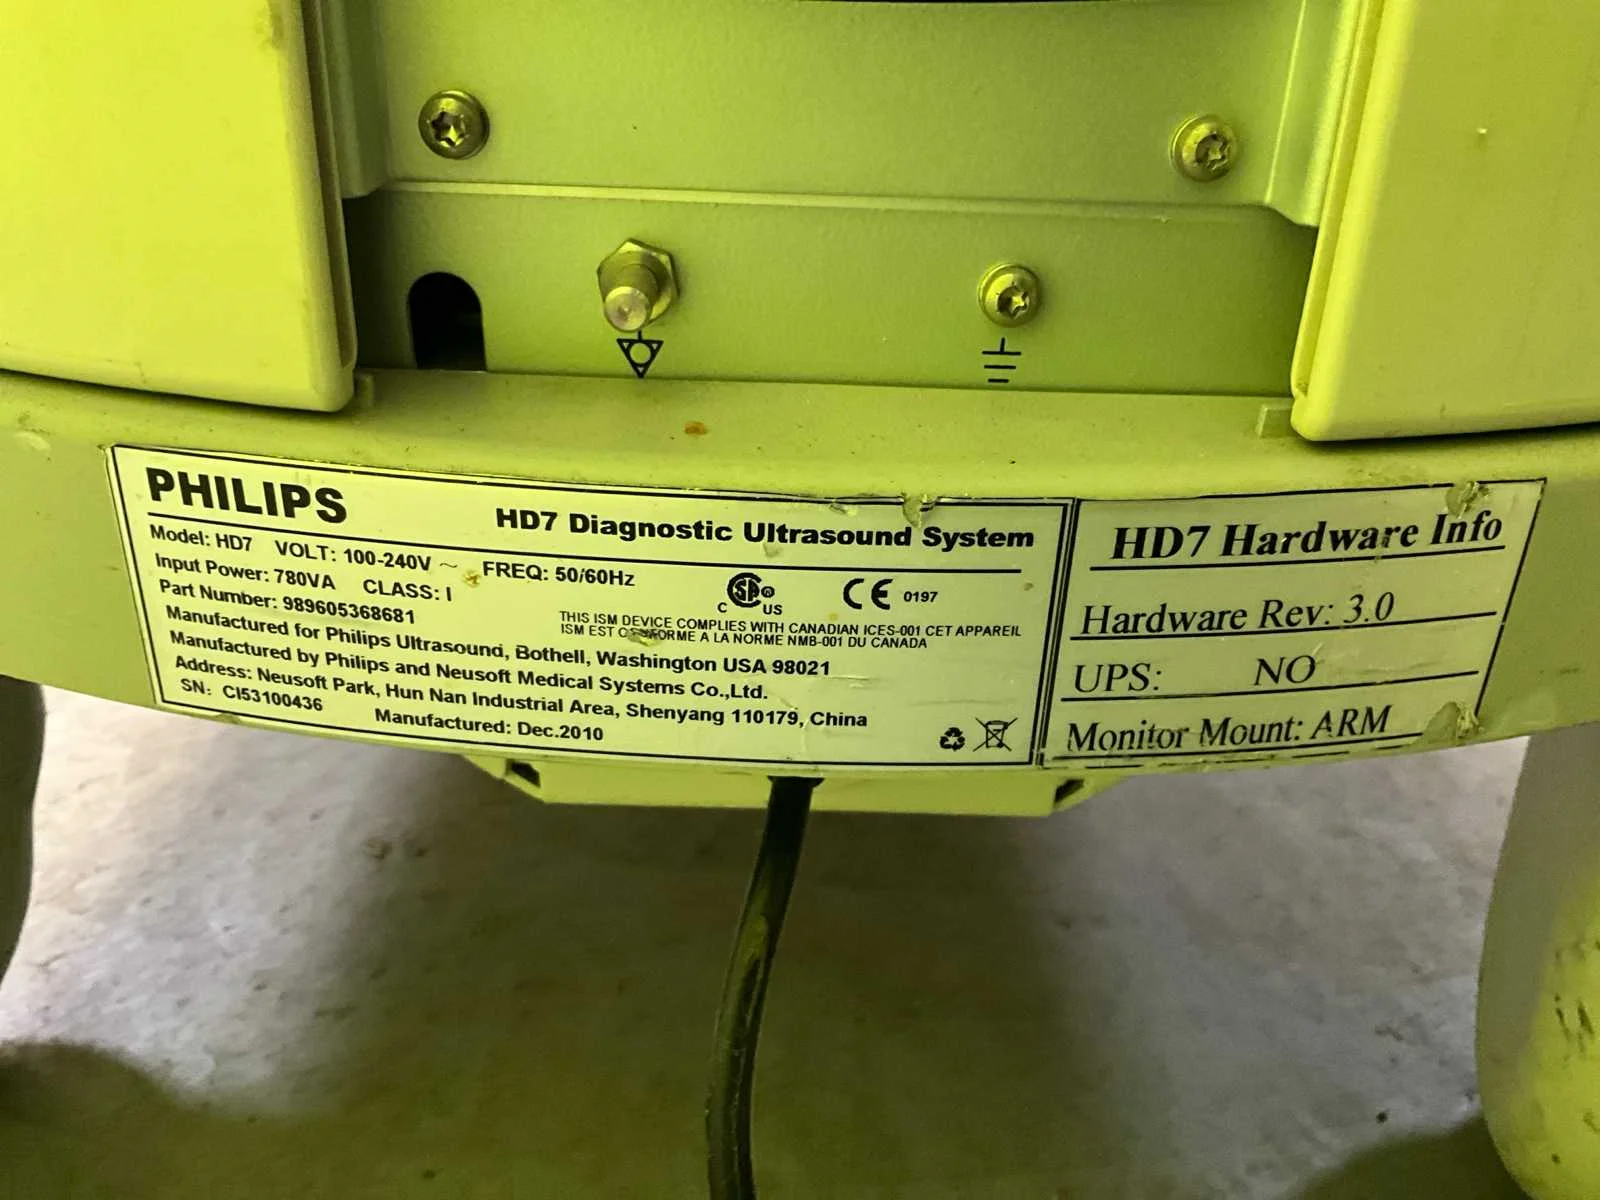 PHILIPS
HD7 Diagnostic Ultrasound System
Model: HD7 VOLT: 100-240V ~ FREQ: 50/60Hz
Input Power: 780VA CLASS: I
Part Number: 989605368681
C US
CE 0197
THIS ISM DEVICE COMPLIES WITH CANADIAN ICES-001 CET APPAREIL
ISM EST CONFORME A LA NORME NMB-001 DU CANADA
Manufactured for Philips Ultrasound, Bothell, Washington USA 98021
Manufactured by Philips and Neusoft Medical Systems Co.,Ltd.
Address: Neusoft Park, Hun Nan Industrial Area, Shenyang 110179, China
SN: CI53100436 Manufactured: Dec.2010
HD7 Hardware Info
Hardware Rev: 3.0
UPS: NO
Monitor Mount: ARM